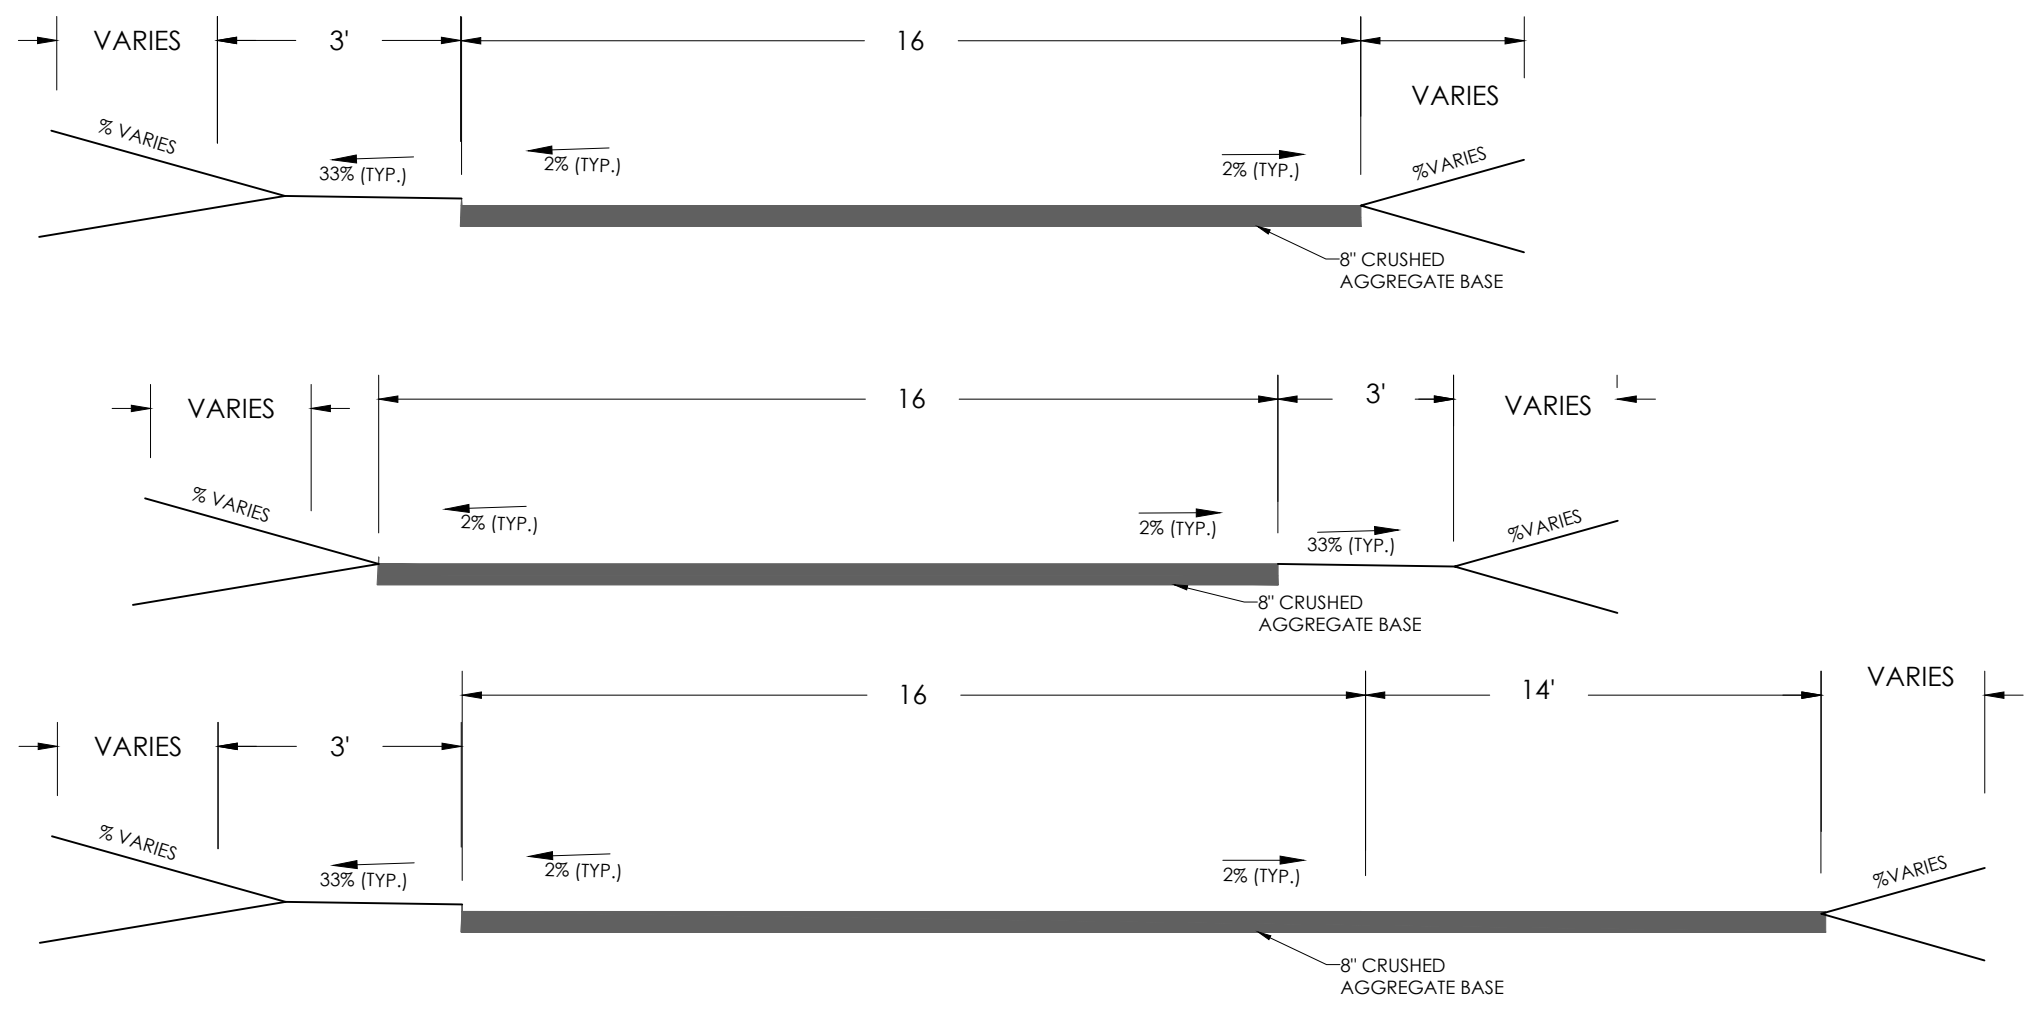 VARIES
3'
16
VARIES
% VARIES
33% (TYP.)
2% (TYP.)
2% (TYP.)
%VARIES
8" CRUSHED
AGGREGATE BASE
VARIES
16
3'
VARIES
% VARIES
2% (TYP.)
2% (TYP.)
33% (TYP.)
%VARIES
8" CRUSHED
AGGREGATE BASE
VARIES
3'
16
14'
VARIES
% VARIES
33% (TYP.)
2% (TYP.)
2% (TYP.)
%VARIES
8" CRUSHED
AGGREGATE BASE